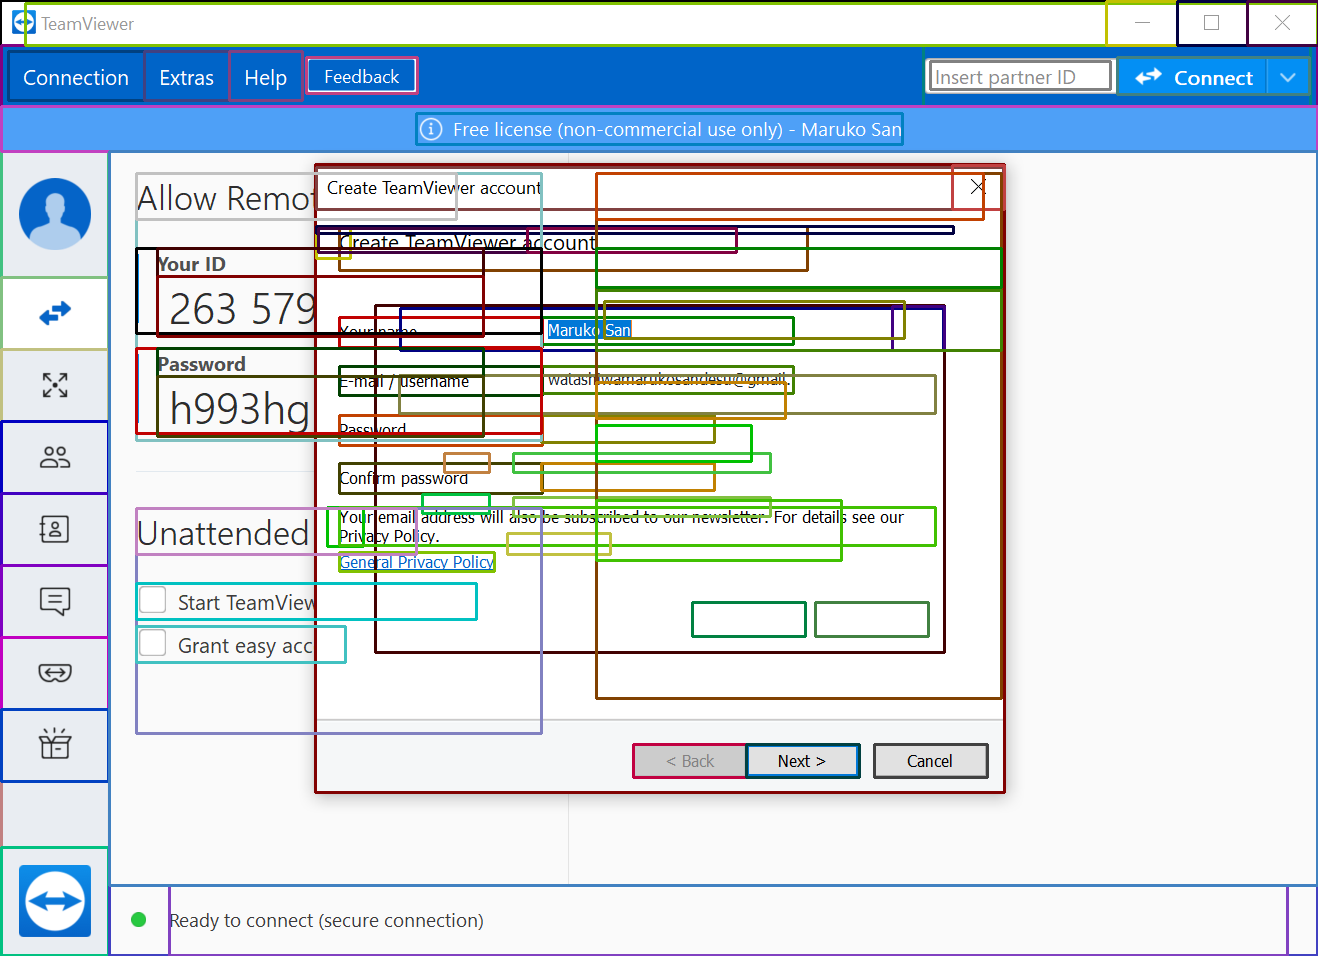 TeamViewer
Connection
Extras
Help
Feedback
Insert partner ID
Connect
Free license (non-commercial use only) - Maruko San
Allow Remot
Your ID
263 579
Password
h993hg
Unattended
Start TeamView
Grant easy acc
Create TeamViewer account
Create TeamViewer account
Your name
Maruko San
E-mail / username
watashiwamarukosandesu@gmail.
Password
Confirm password
Your email address will also be subscribed to our newsletter. For details see our
Privacy Policy.
General Privacy Policy
< Back
Next >
Cancel
Ready to connect (secure connection)